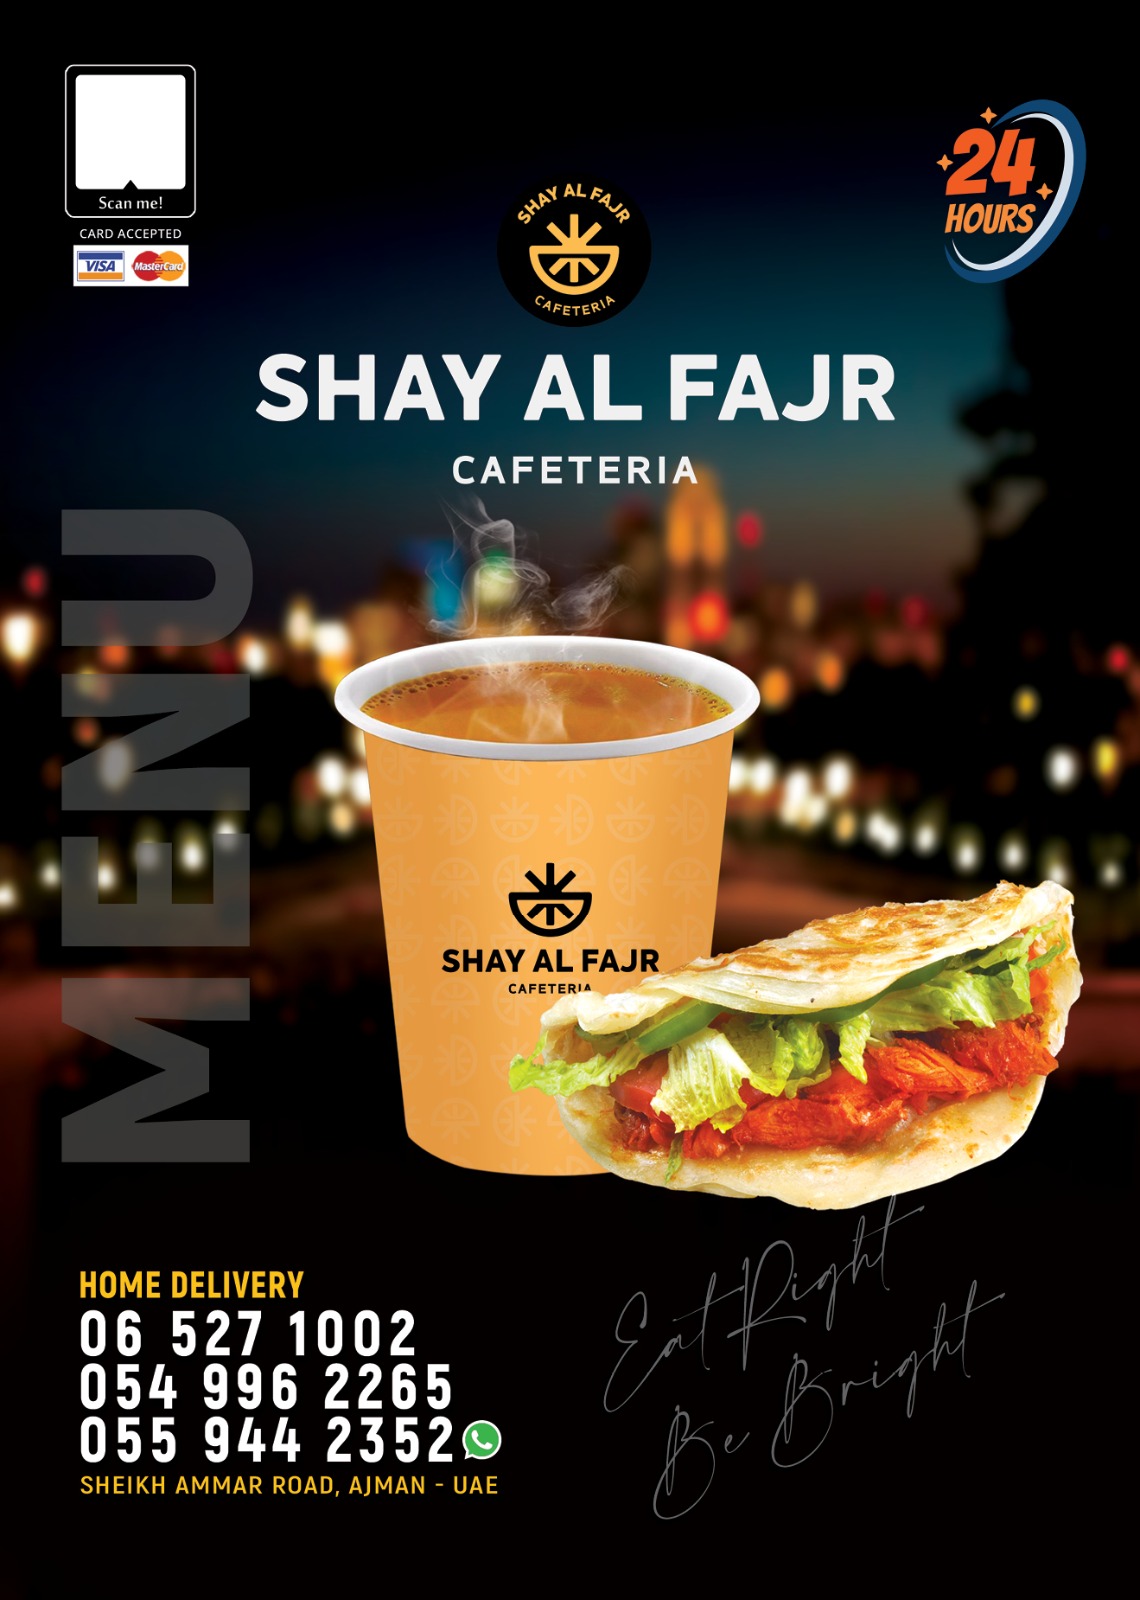 Scan me!
CARD ACCEPTED
VISA
MasterCard
24
HOURS
SHAY AL FAJR
CAFETERIA
SHAY AL FAJR
CAFETERIA
MENU
SHAY AL FAJR
CAFETERIA
Eat Right
Be Bright
HOME DELIVERY
06 527 1002
054 996 2265
055 944 2352
SHEIKH AMMAR ROAD, AJMAN - UAE